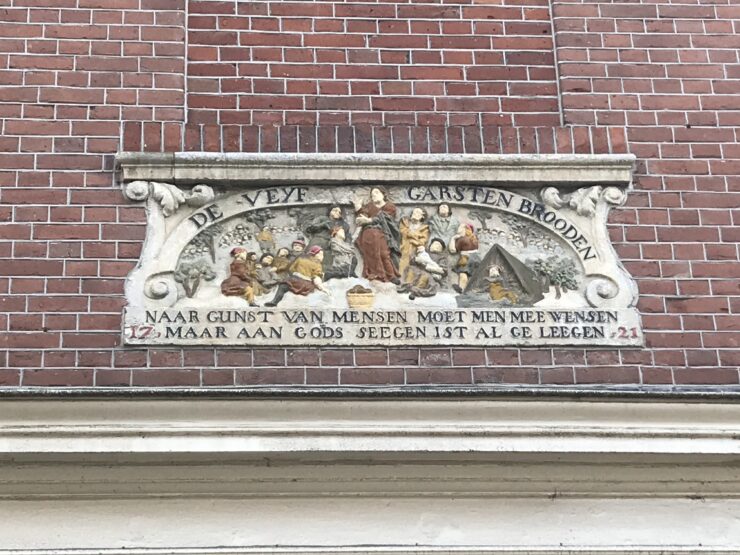 DE VEYF GARSTEN BROODEN
NAAR GUNST VAN MENSEN MOET MEN MEE WENSEN
17 MAAR AAN GODS SEEGEN IST AL GE LEEGEN 21